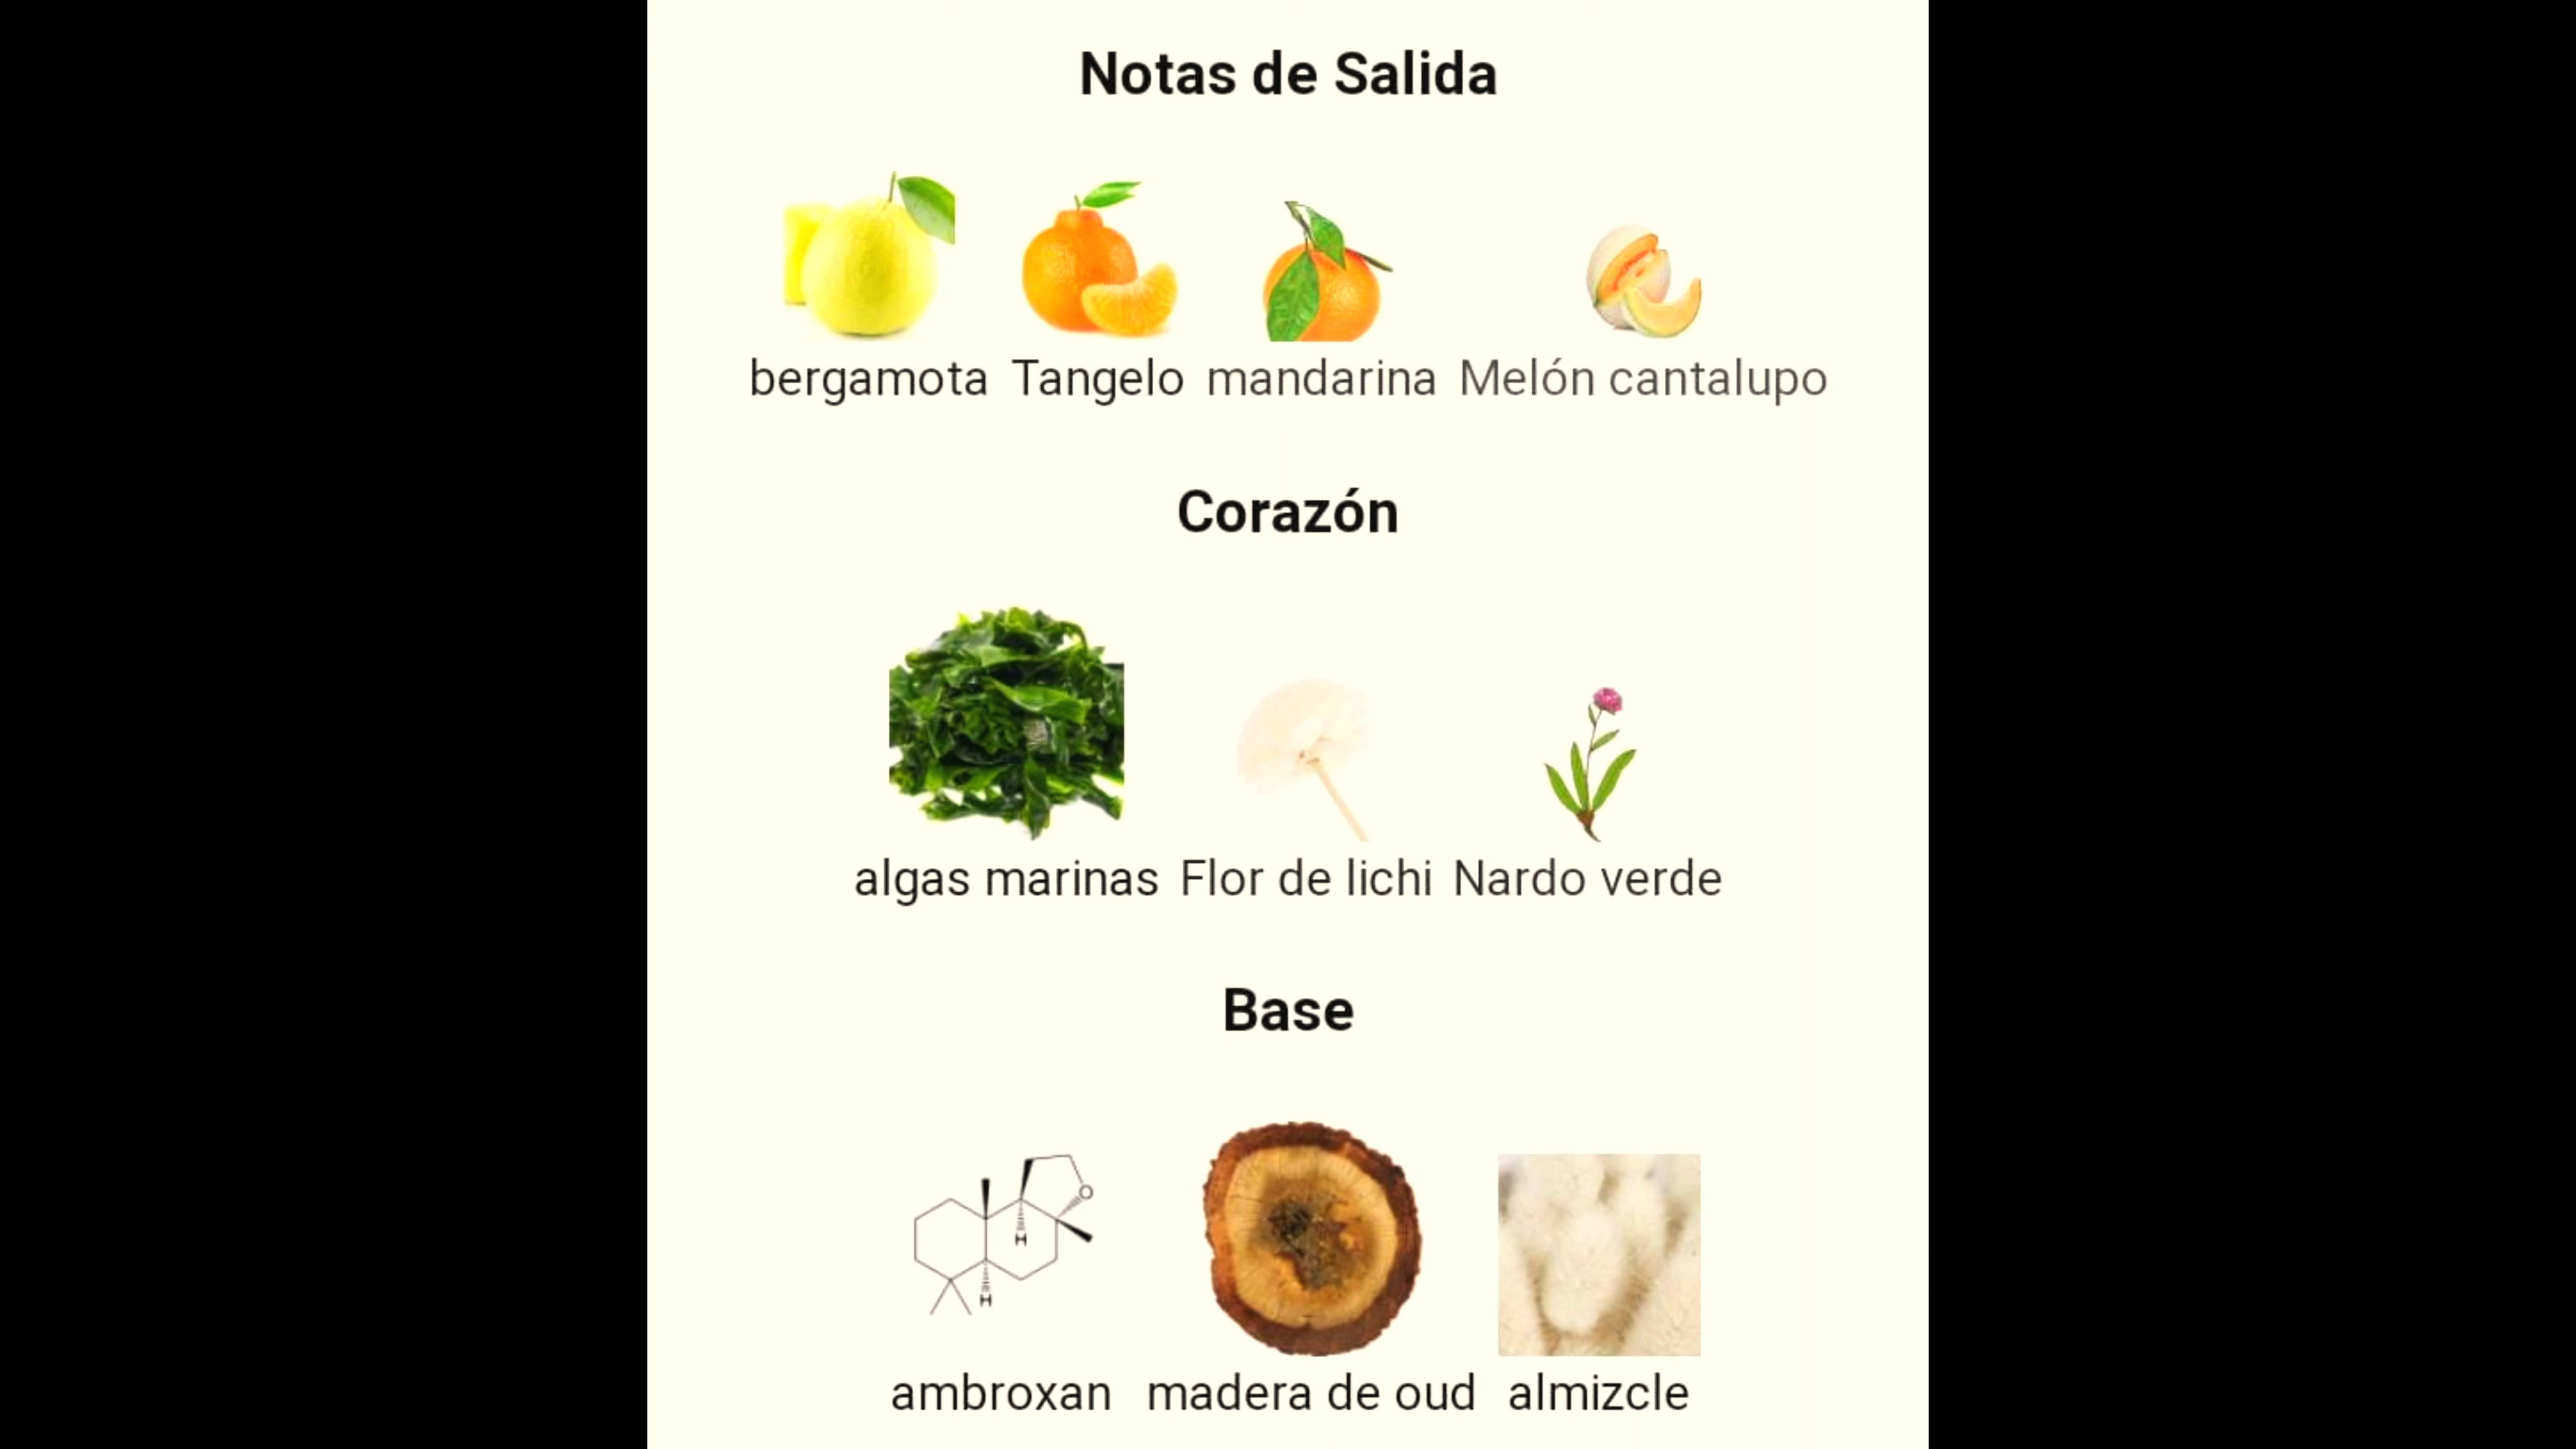 Notas de Salida
bergamota Tangelo mandarina Melón cantalupo
Corazón
algas marinas Flor de lichi Nardo verde
Base
O
H
H
ambroxan madera de oud almizcle